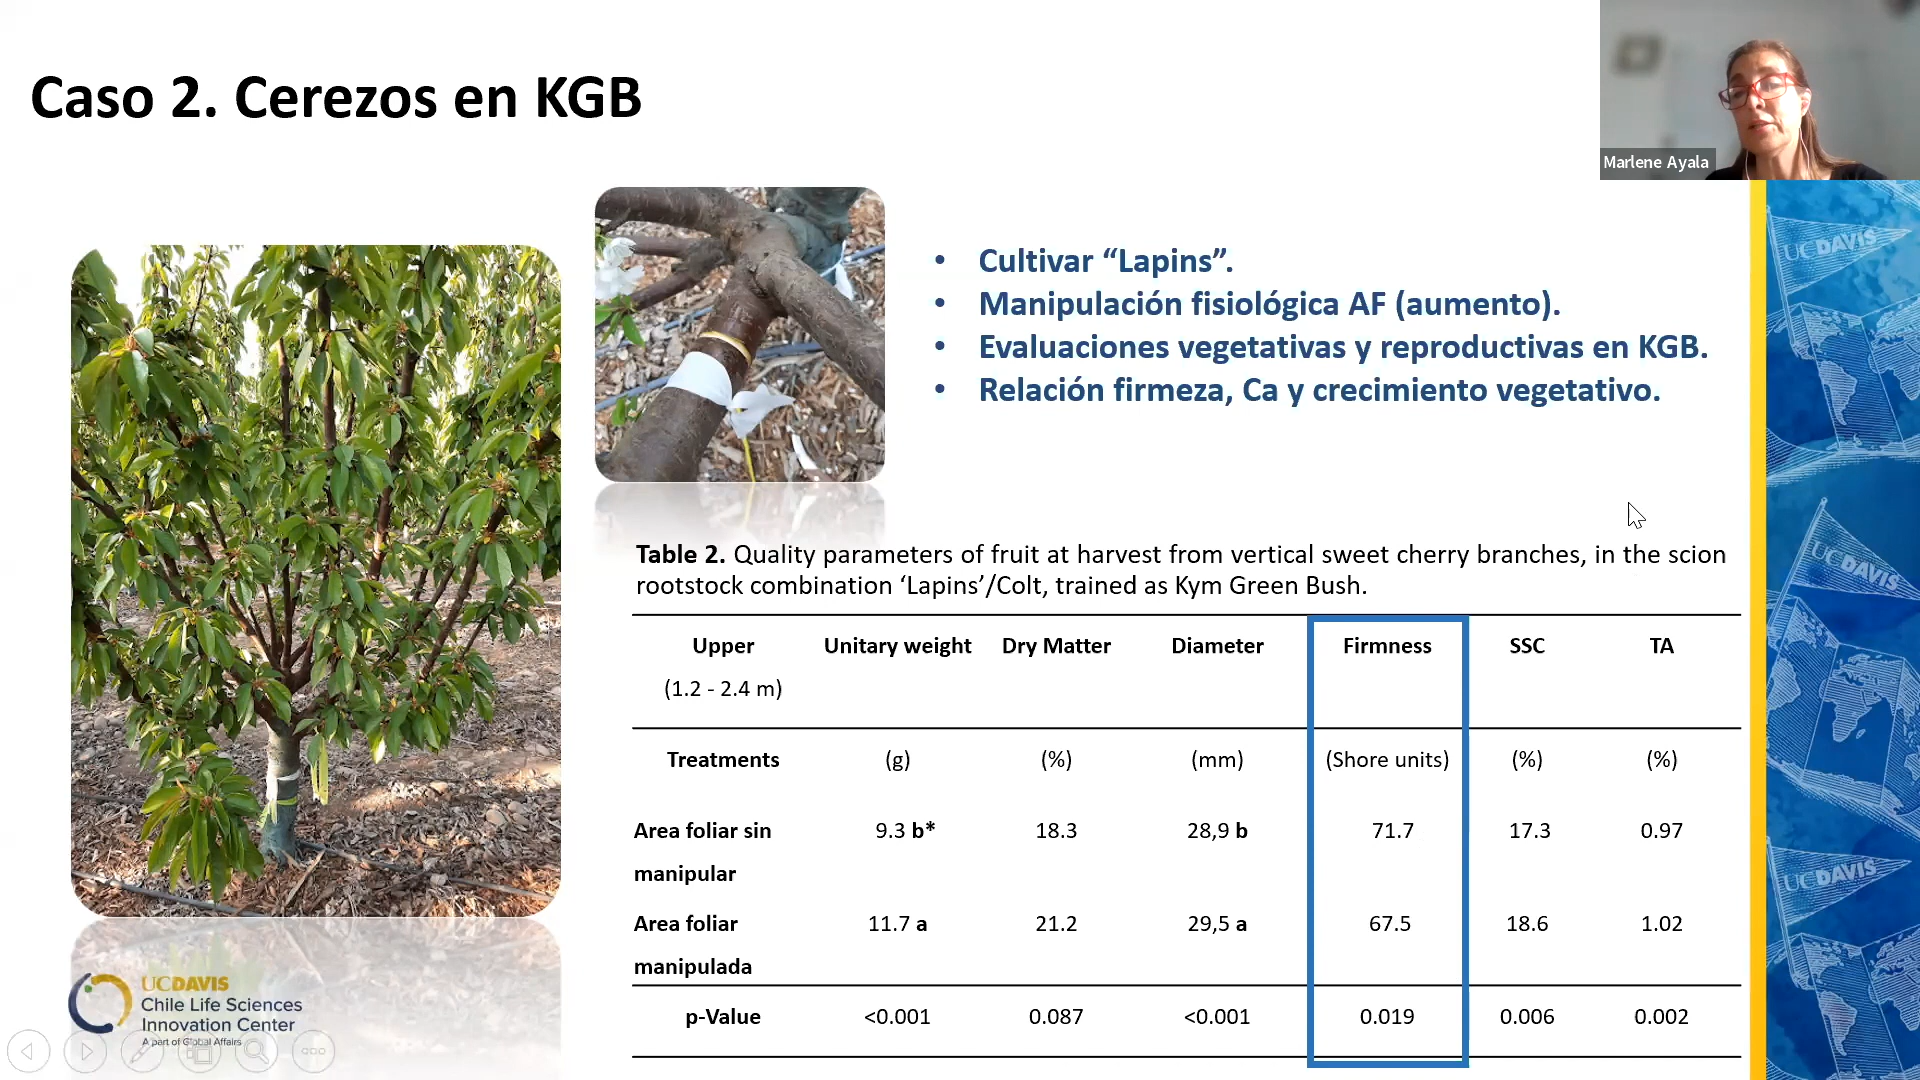 Caso 2. Cerezos en KGB
Marlene Ayala
UC DAVIS
• Cultivar “Lapins”.
• Manipulación fisiológica AF (aumento).
• Evaluaciones vegetativas y reproductivas en KGB.
• Relación firmeza, Ca y crecimiento vegetativo.
UC DAVIS
Table 2. Quality parameters of fruit at harvest from vertical sweet cherry branches, in the scion
rootstock combination ‘Lapins’/Colt, trained as Kym Green Bush.
Upper Unitary weight Dry Matter Diameter Firmness SSC TA
(1.2 - 2.4 m)
Treatments (g) (%) (mm) (Shore units) (%) (%)
Area foliar sin 9.3 b* 18.3 28,9 b 71.7 17.3 0.97
manipular
UC DAVIS
Area foliar 11.7 a 21.2 29,5 a 67.5 18.6 1.02
manipulada
p-Value <0.001 0.087 <0.001 0.019 0.006 0.002
UCDAVIS
Chile Life Sciences
Innovation Center
A part of Global Affairs